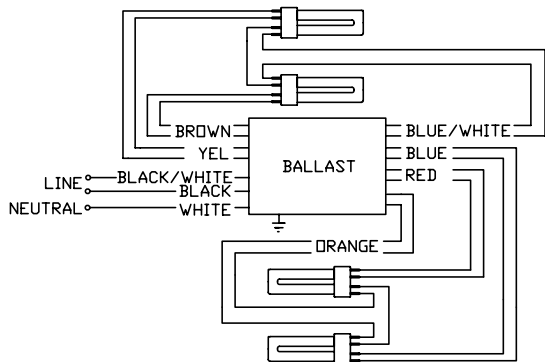 BROWN
BLUE/WHITE
YEL
BALLAST
BLUE
LINE
BLACK/WHITE
RED
BLACK
NEUTRAL
WHITE
ORANGE